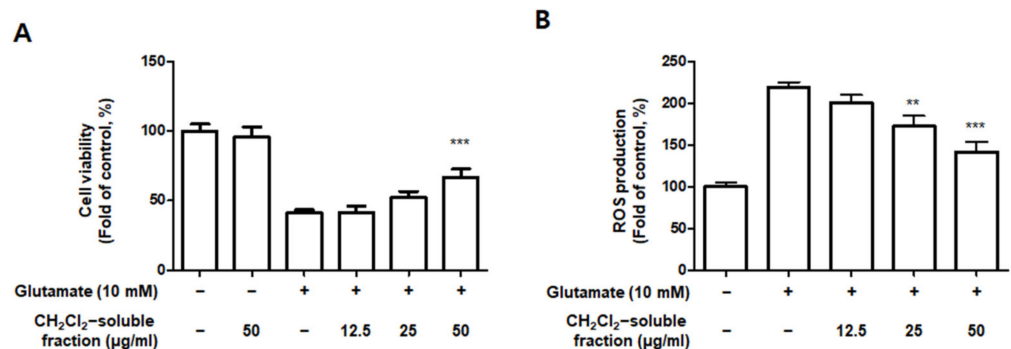 A
Cell viability
(Fold of control, %)
150
100
50
0
***
Glutamate (10 mM) – – + + + +
CH₂Cl₂–soluble
fraction (µg/ml) – 50 – 12.5 25 50
B
ROS production
(Fold of control, %)
250
200
150
100
50
0
**
***
Glutamate (10 mM) – + + + +
CH₂Cl₂–soluble
fraction (µg/ml) – – 12.5 25 50